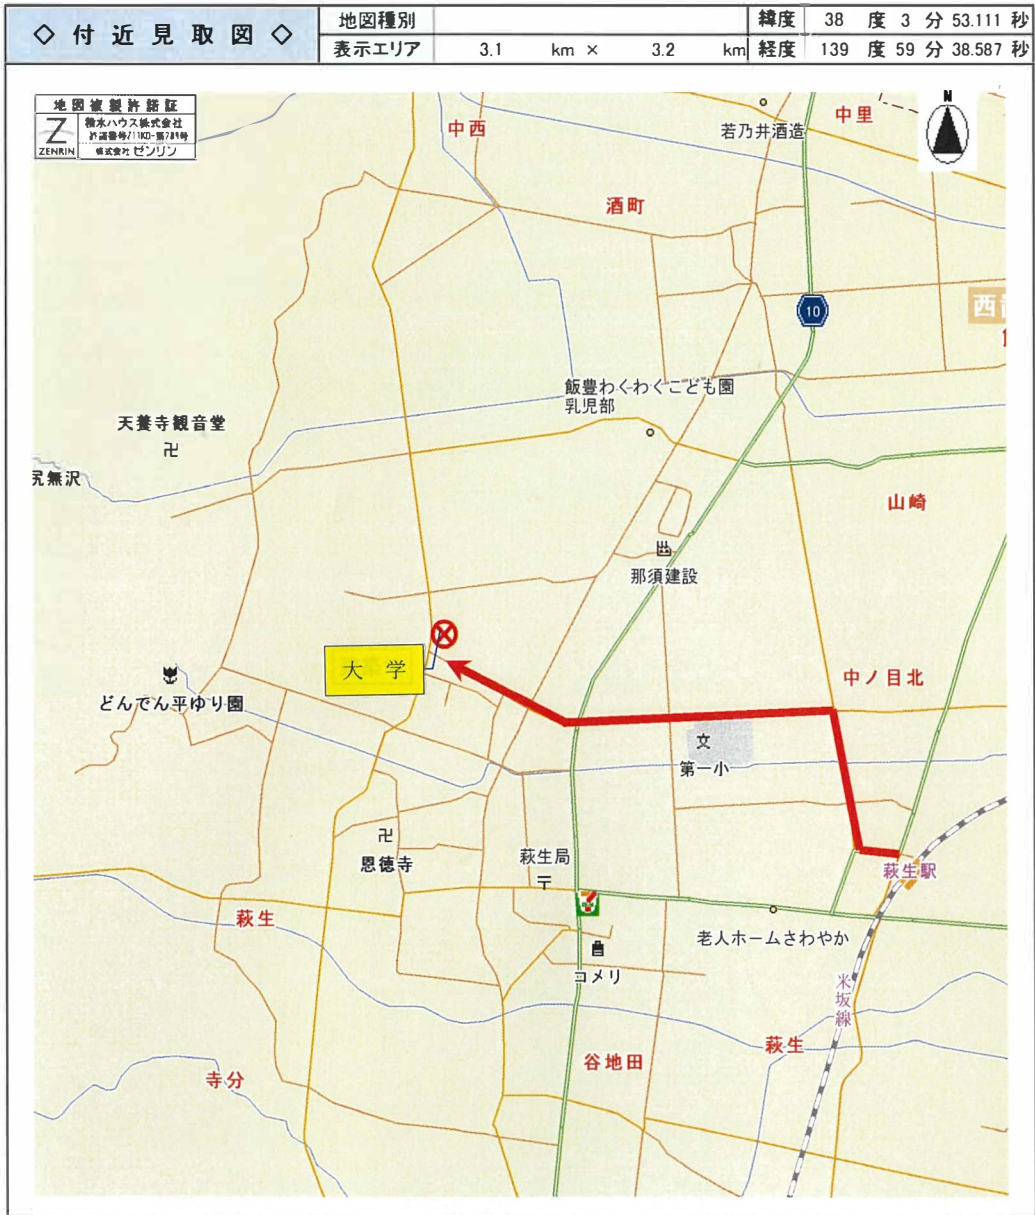 ◇ 付近見取図 ◇
地図種別
緯度 38 度 3 分 53.111 秒
表示エリア 3.1 km × 3.2 km
経度 139 度 59 分 38.587 秒
地図複製許諾証
Z
ZENRIN
積水ハウス株式会社
株式会社 ゼンリン
N
中西
若乃井酒造
中里
酒町
10
西
飯豊わくわくこども園
乳児部
天養寺観音堂
卍
尻無沢
山崎
那須建設
大学
中ノ目北
どんでん平ゆり園
文
第一小
卍
恩徳寺
萩生局
〒
萩生駅
7
萩生
老人ホームさわやか
コメリ
米坂線
萩生
谷地田
寺分